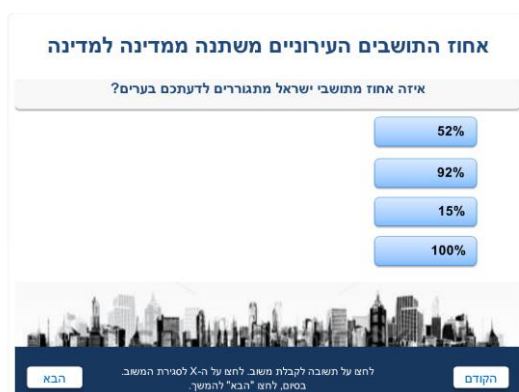 אחוז התושבים העירוניים משתנה ממדינה למדינה
איזה אחוז מתושבי ישראל מתגוררים לדעתכם בערים?
52%
92%
15%
100%
הקודם
לחצו על תשובה לקבלת משוב. לחצו על ה-X לסגירת המשוב.
בסיום, לחצו "הבא" להמשך.
הבא